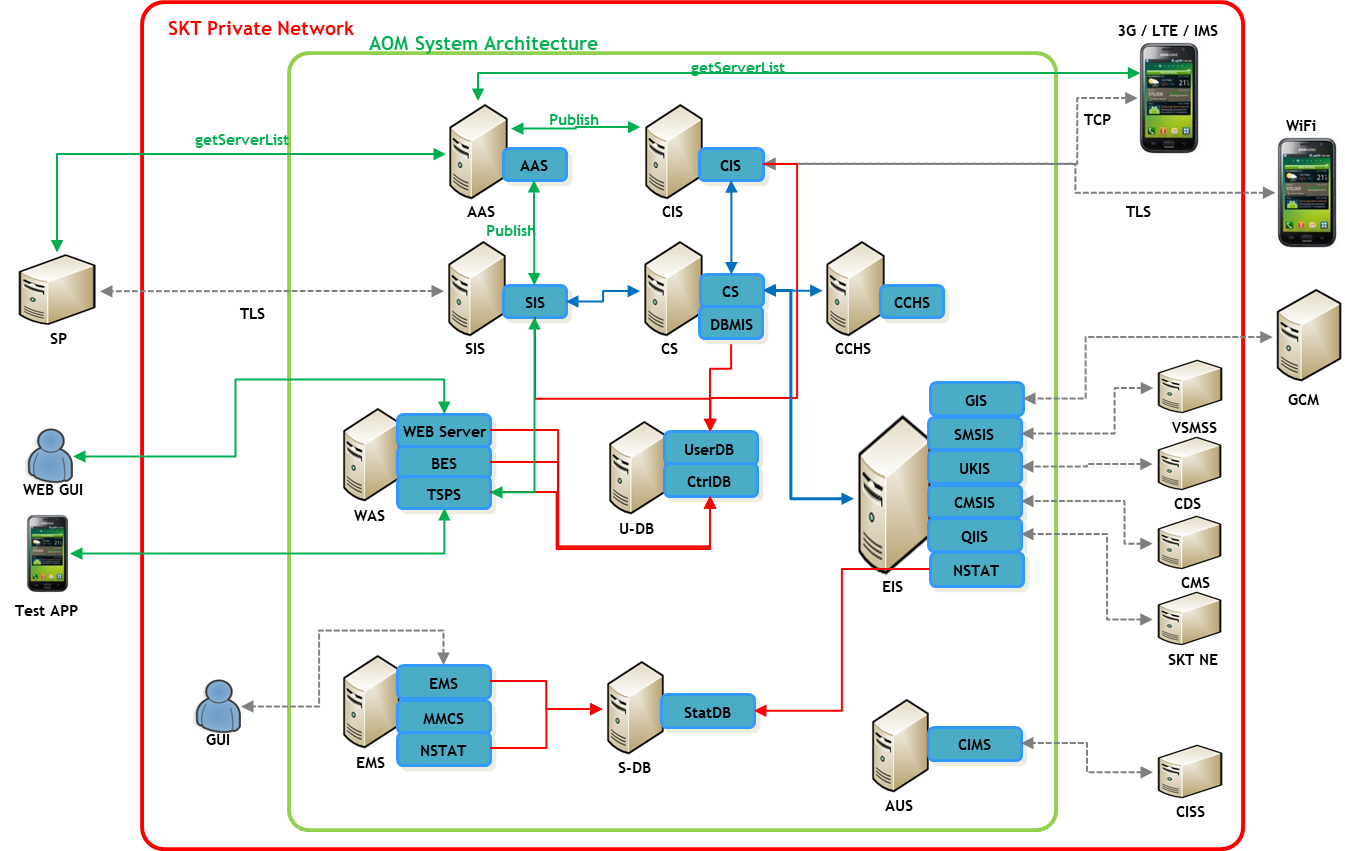 SKT Private Network
AOM System Architecture
3G / LTE / IMS
getServerList
Publish
TCP
WiFi
getServerList
AAS
CIS
AAS
CIS
TLS
Publish
SP
TLS
SIS
SIS
CS
DBMIS
CS
CCHS
CCHS
GCM
GIS
SMSIS
UKIS
CMSIS
QIIS
NSTAT
EIS
VSMSS
CDS
CMS
SKT NE
WEB Server
BES
TSPS
WAS
UserDB
CtrlDB
U-DB
WEB GUI
Test APP
GUI
EMS
MMCS
NSTAT
EMS
StatDB
S-DB
CIMS
AUS
CISS